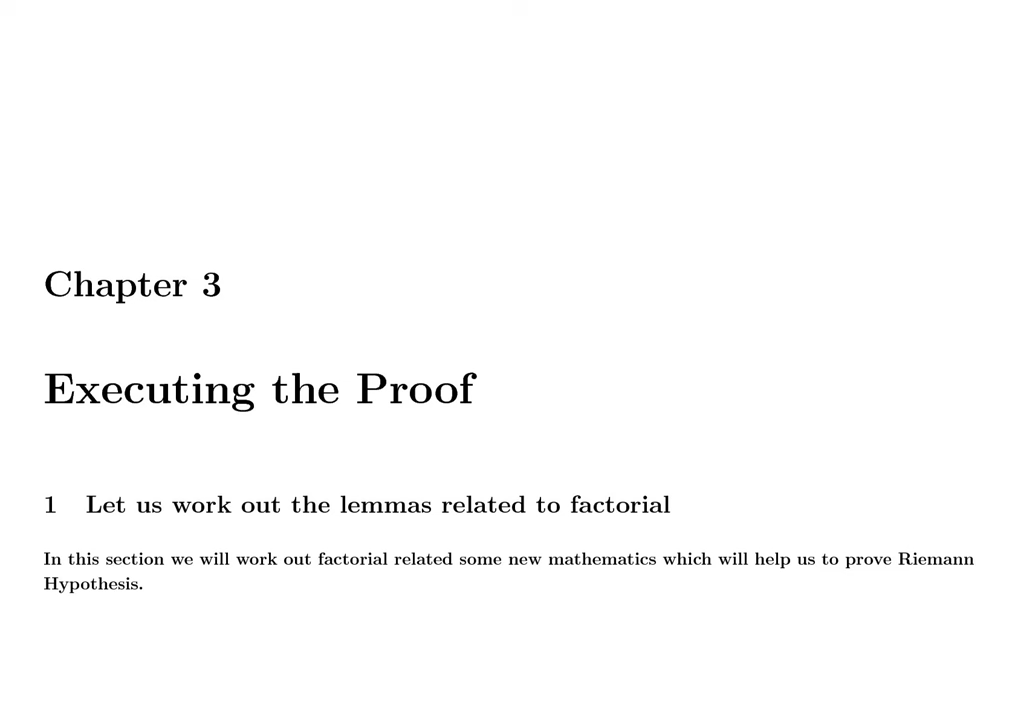 Chapter 3
Executing the Proof
1 Let us work out the lemmas related to factorial
In this section we will work out factorial related some new mathematics which will help us to prove Riemann
Hypothesis.